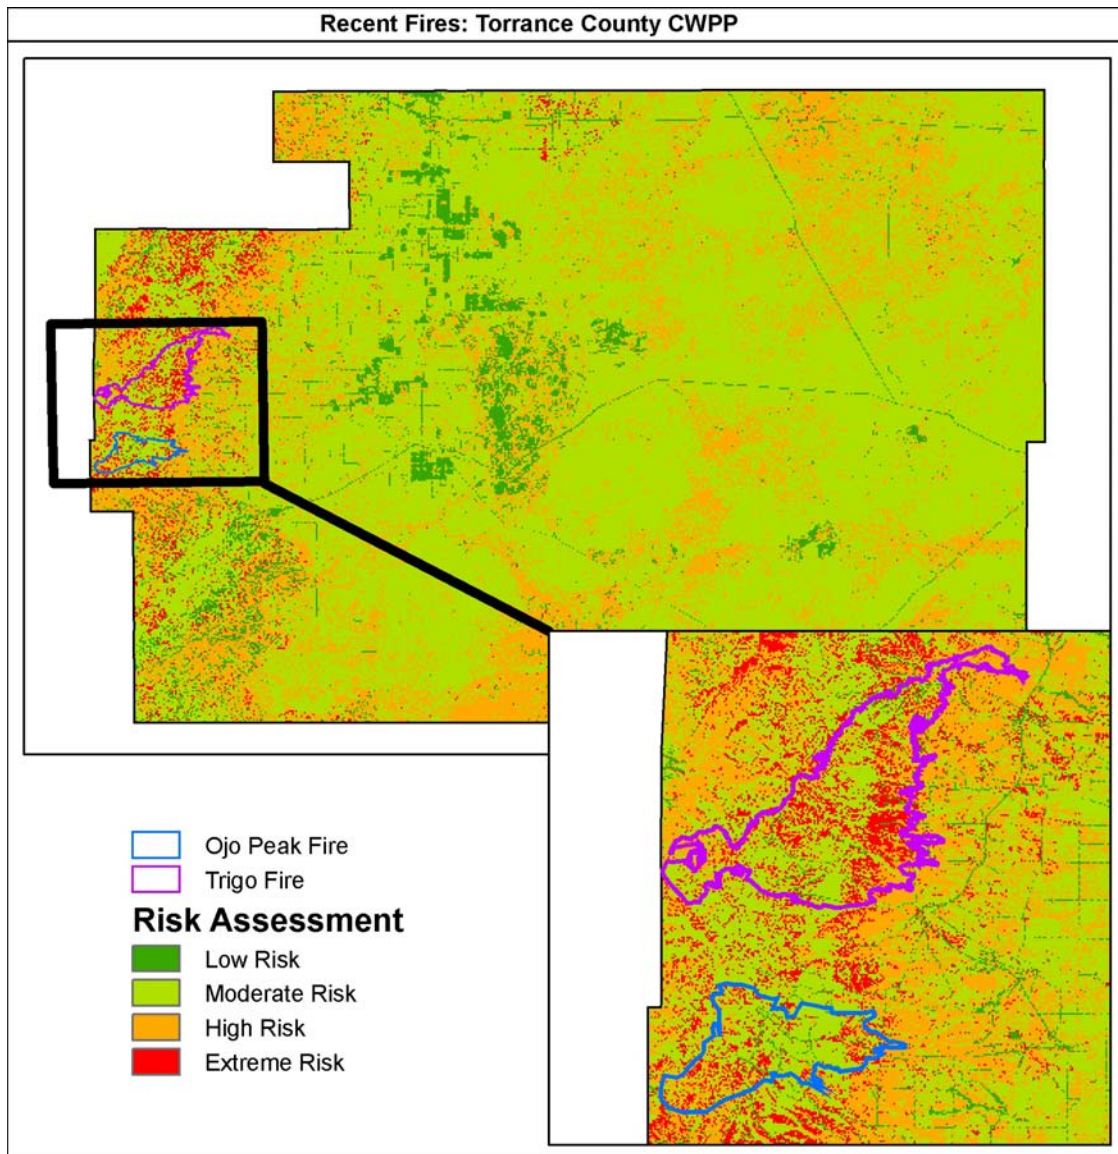 Recent Fires: Torrance County CWPP
Ojo Peak Fire
Trigo Fire
Risk Assessment
Low Risk
Moderate Risk
High Risk
Extreme Risk